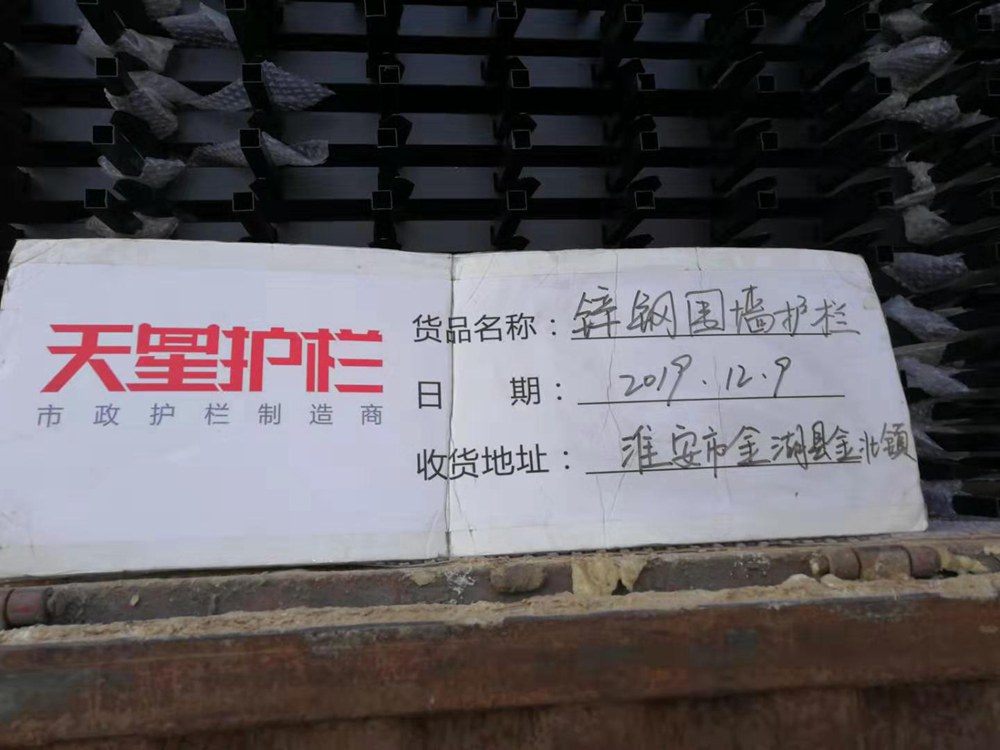 天星护栏
市政护栏制造商
货品名称：锌钢围墙护栏
日 期：2019.12.9
收货地址：淮安市金湖县金北镇